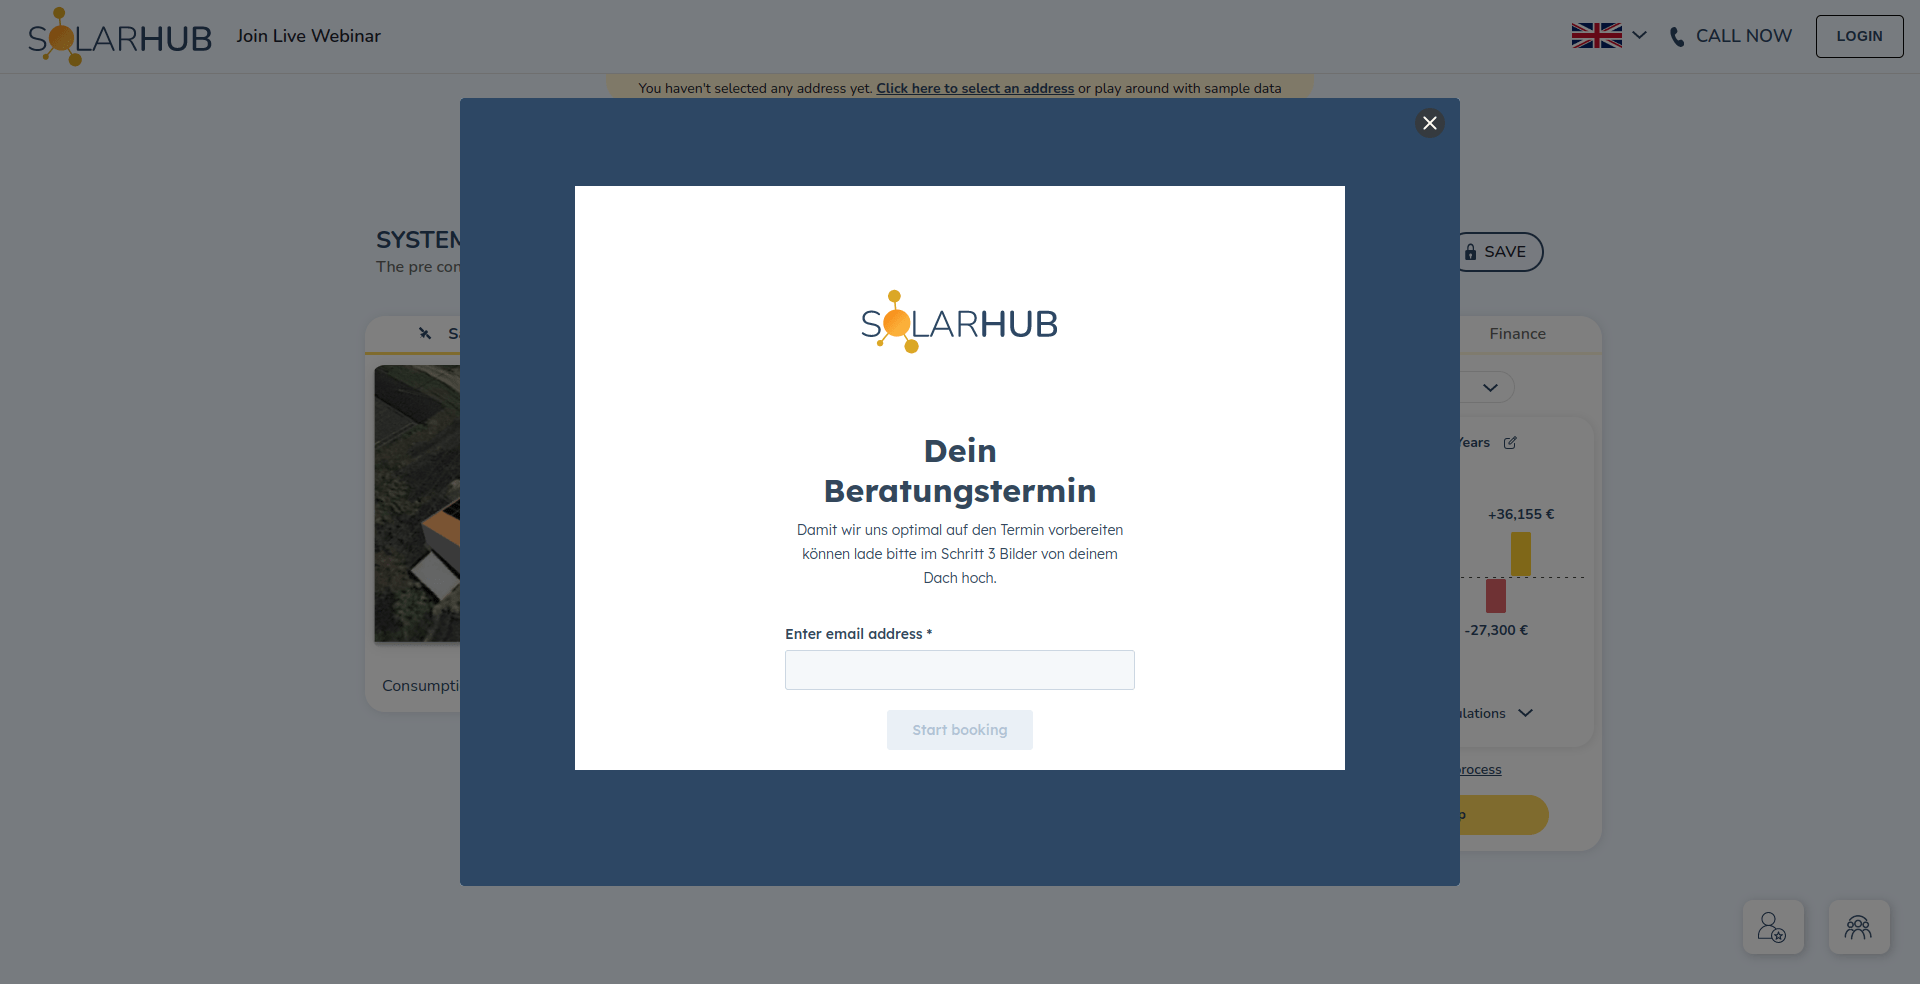 SOLARHUB
Join Live Webinar
CALL NOW
LOGIN
You haven't selected any address yet. Click here to select an address or play around with sample data
SYSTEM
The pre con
SAVE
Finance
Years
+36,155 €
-27,300 €
Consumpti
ulations
process
SOLARHUB
Dein
Beratungstermin
Damit wir uns optimal auf den Termin vorbereiten
können lade bitte im Schritt 3 Bilder von deinem
Dach hoch.
Enter email address *
Start booking